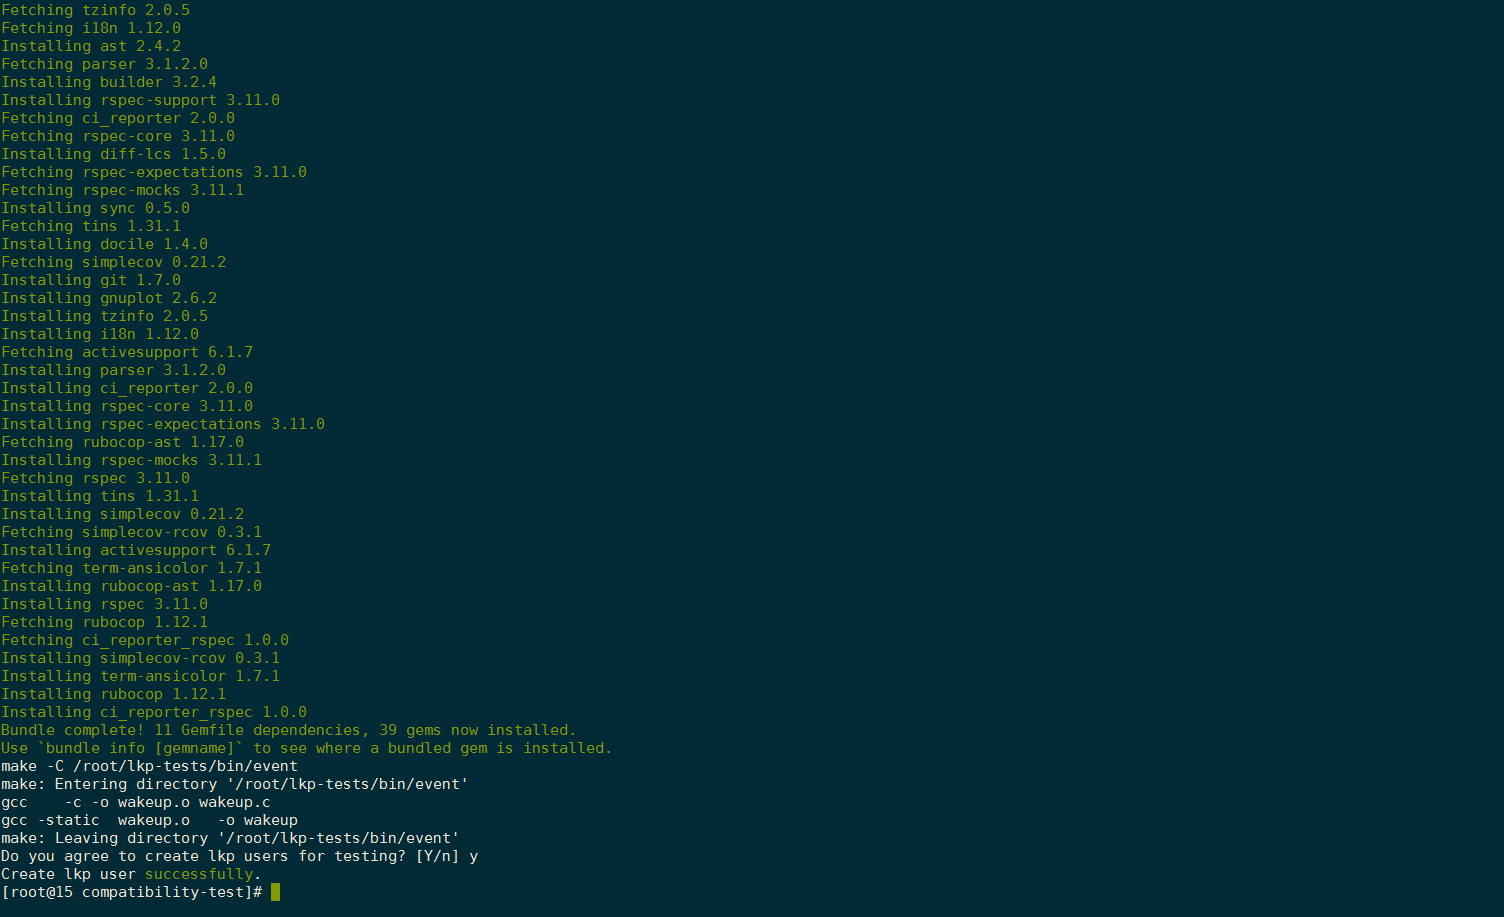 Fetching tzinfo 2.0.5
Fetching i18n 1.12.0
Installing ast 2.4.2
Fetching parser 3.1.2.0
Installing builder 3.2.4
Installing rspec-support 3.11.0
Fetching ci_reporter 2.0.0
Fetching rspec-core 3.11.0
Installing diff-lcs 1.5.0
Fetching rspec-expectations 3.11.0
Fetching rspec-mocks 3.11.1
Installing sync 0.5.0
Fetching tins 1.31.1
Installing docile 1.4.0
Fetching simplecov 0.21.2
Installing git 1.7.0
Installing gnuplot 2.6.2
Installing tzinfo 2.0.5
Installing i18n 1.12.0
Fetching activesupport 6.1.7
Installing parser 3.1.2.0
Installing ci_reporter 2.0.0
Installing rspec-core 3.11.0
Installing rspec-expectations 3.11.0
Fetching rubocop-ast 1.17.0
Installing rspec-mocks 3.11.1
Fetching rspec 3.11.0
Installing tins 1.31.1
Installing simplecov 0.21.2
Fetching simplecov-rcov 0.3.1
Installing activesupport 6.1.7
Fetching term-ansicolor 1.7.1
Installing rubocop-ast 1.17.0
Installing rspec 3.11.0
Fetching rubocop 1.12.1
Fetching ci_reporter_rspec 1.0.0
Installing simplecov-rcov 0.3.1
Installing term-ansicolor 1.7.1
Installing rubocop 1.12.1
Installing ci_reporter_rspec 1.0.0
Bundle complete! 11 Gemfile dependencies, 39 gems now installed.
Use `bundle info [gemname]` to see where a bundled gem is installed.
make -C /root/lkp-tests/bin/event
make: Entering directory '/root/lkp-tests/bin/event'
gcc    -c -o wakeup.o wakeup.c
gcc -static  wakeup.o   -o wakeup
make: Leaving directory '/root/lkp-tests/bin/event'
Do you agree to create lkp users for testing? [Y/n] y
Create lkp user successfully.
[root@15 compatibility-test]#